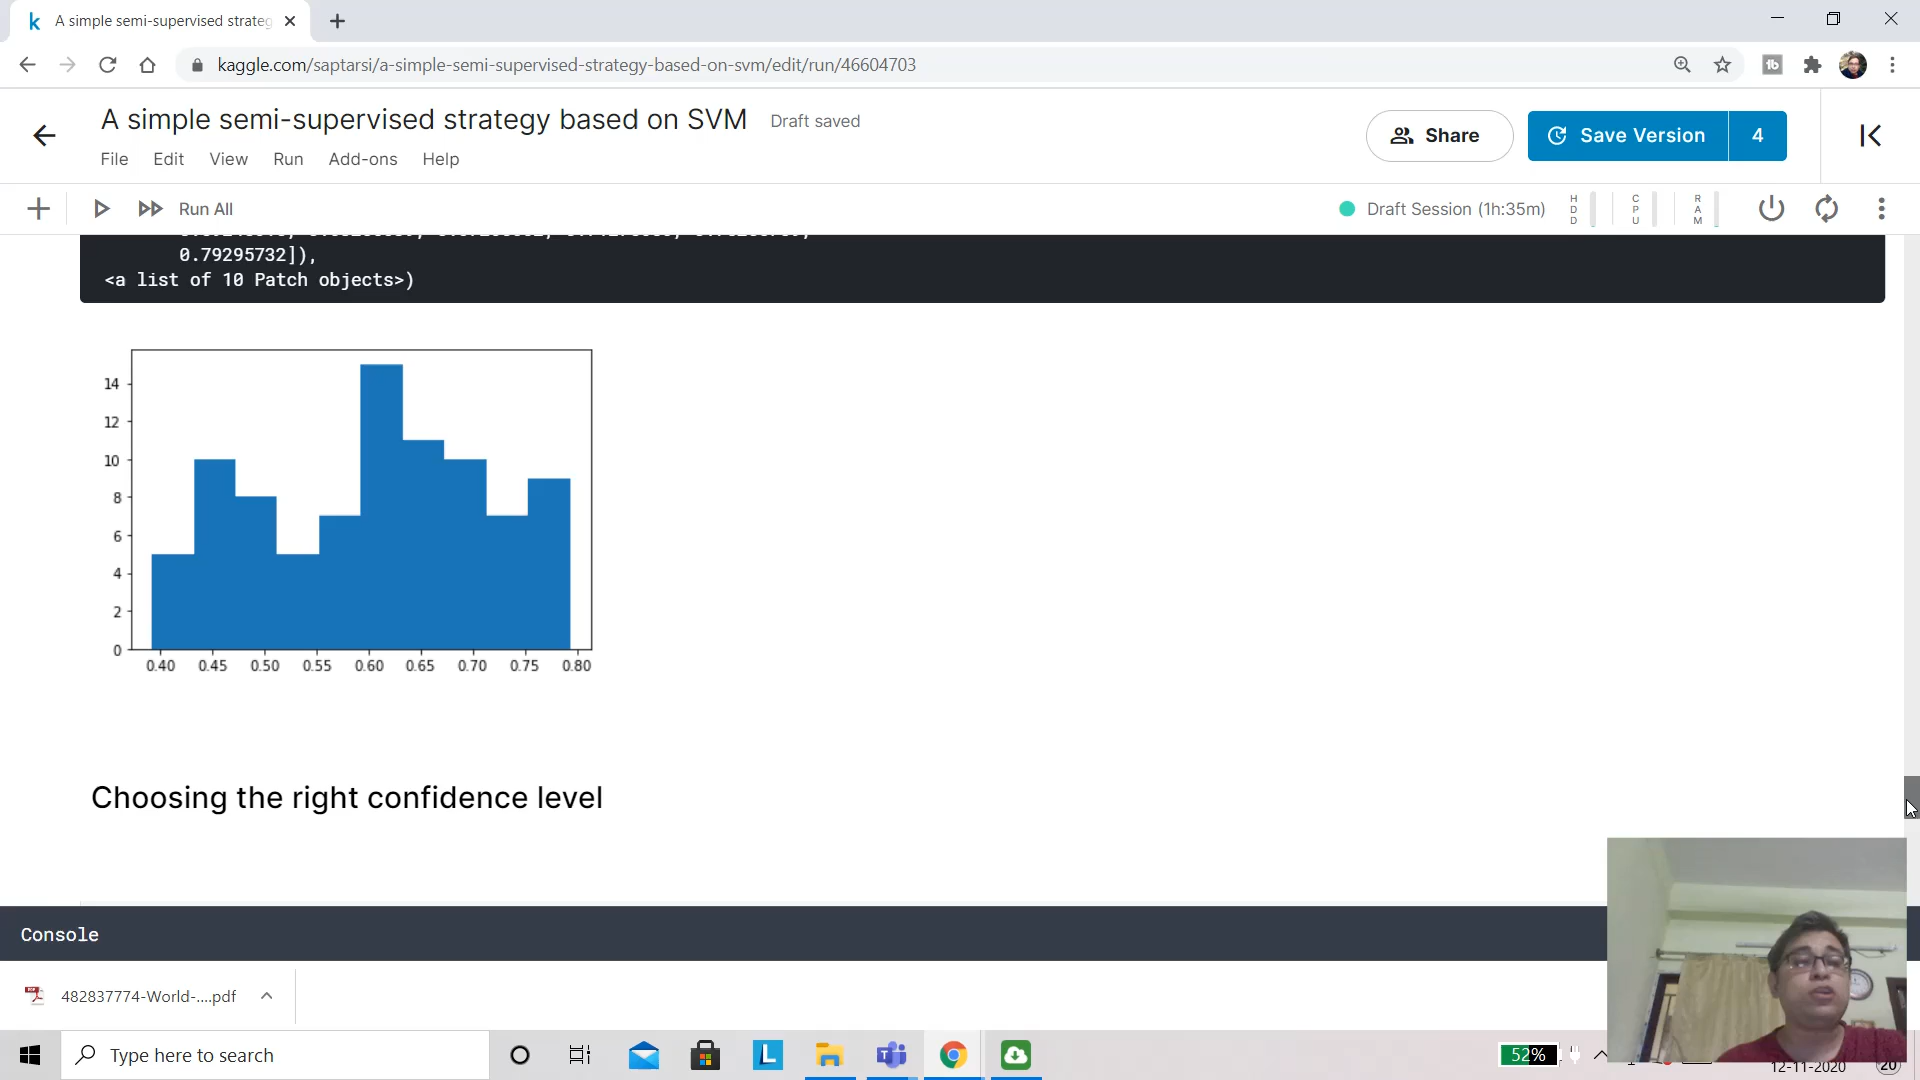 A simple semi-supervised strateg
kaggle.com/saptarsi/a-simple-semi-supervised-strategy-based-on-svm/edit/run/46604703
A simple semi-supervised strategy based on SVM
Draft saved
Share
Save Version
4
File Edit View Run Add-ons Help
Run All
Draft Session (1h:35m)
HDD
CPU
RAM
0.79295732]),
<a list of 10 Patch objects>)
14
12
10
8
6
4
2
0
0.40 0.45 0.50 0.55 0.60 0.65 0.70 0.75 0.80
Choosing the right confidence level
Console
482837774-World-....pdf
Type here to search
52%
12-11-2020
20